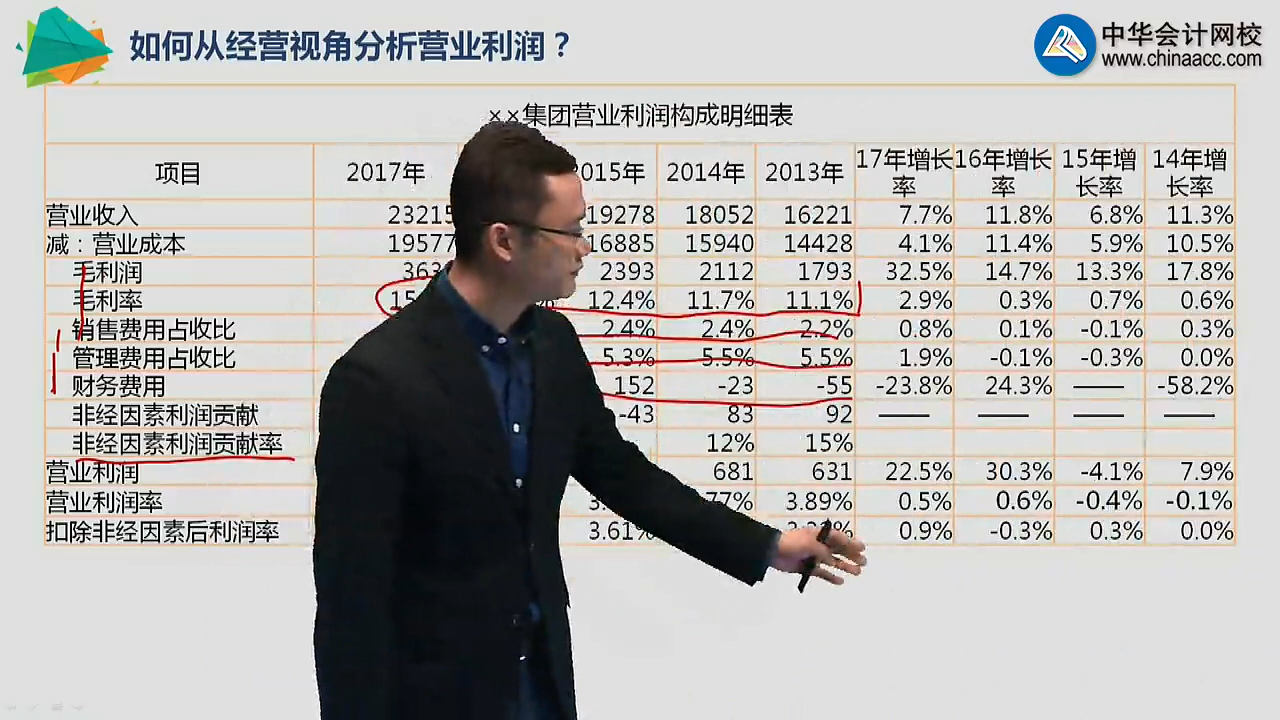 如何从经营视角分析营业利润？
中华会计网校
www.chinaacc.com
××集团营业利润构成明细表
项目 2017年 015年 2014年 2013年 17年增长率 16年增长率 15年增长率 14年增长率
营业收入 23215 19278 18052 16221 7.7% 11.8% 6.8% 11.3%
减：营业成本 19577 16885 15940 14428 4.1% 11.4% 5.9% 10.5%
毛利润 363 2393 2112 1793 32.5% 14.7% 13.3% 17.8%
毛利率 15 % 12.4% 11.7% 11.1% 2.9% 0.3% 0.7% 0.6%
销售费用占收比 2.4% 2.4% 2.2% 0.8% 0.1% -0.1% 0.3%
管理费用占收比 5.3% 5.5% 5.5% 1.9% -0.1% -0.3% 0.0%
财务费用 152 -23 -55 -23.8% 24.3% —— -58.2%
非经因素利润贡献 -43 83 92 —— —— —— ——
非经因素利润贡献率 12% 15%
营业利润 681 631 22.5% 30.3% -4.1% 7.9%
营业利润率 3. 77% 3.89% 0.5% 0.6% -0.4% -0.1%
扣除非经因素后利润率 3.61% 0.9% -0.3% 0.3% 0.0%